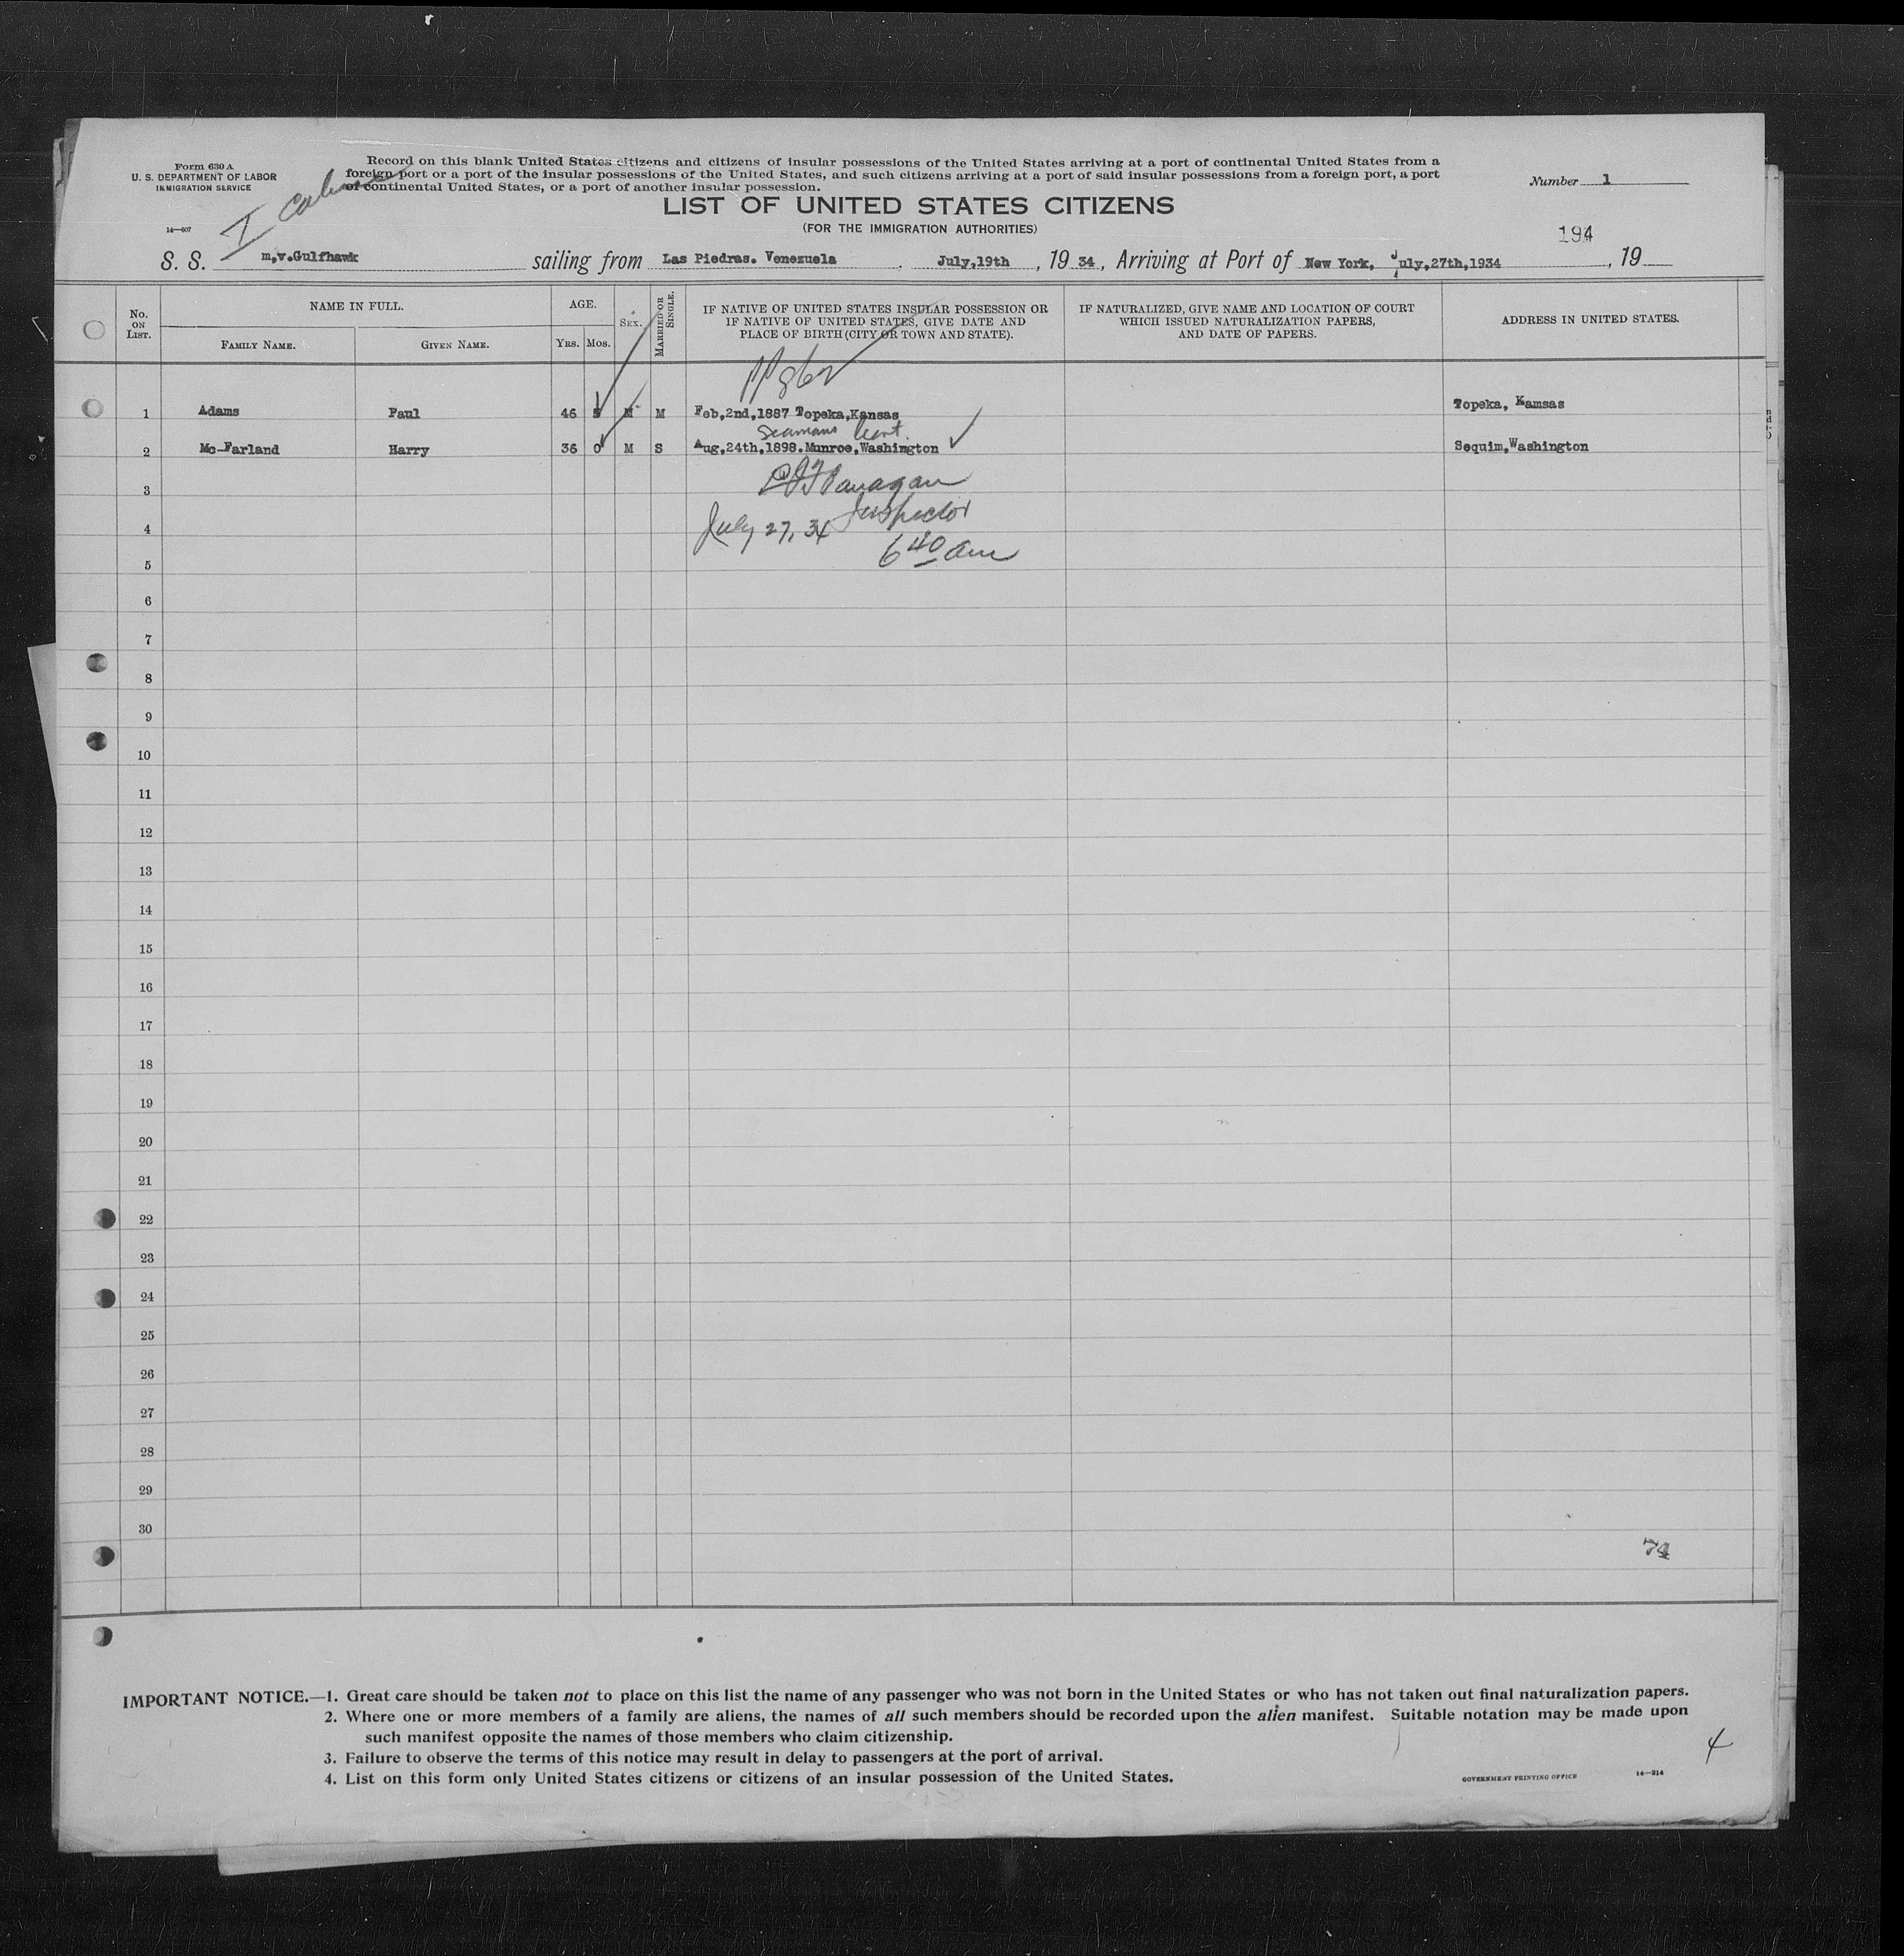 Form 630 A
U. S. DEPARTMENT OF LABOR
IMMIGRATION SERVICE
14—607
Record on this blank United States citizens and citizens of insular possessions of the United States arriving at a port of continental United States from a
foreign port or a port of the insular possessions of the United States, and such citizens arriving at a port of said insular possessions from a foreign port, a port
of continental United States, or a port of another insular possession.
Number 1
I
LIST OF UNITED STATES CITIZENS
(FOR THE IMMIGRATION AUTHORITIES)
194
S. S. m,v.Gulfhawk sailing from Las Piedras. Venezuela , July,19th , 19 34 , Arriving at Port of New York, July,27th,1934 , 19
No. ON LIST.
NAME IN FULL.
FAMILY NAME.
GIVEN NAME.
AGE.
YRS.
MOS.
SEX.
MARRIED OR SINGLE.
IF NATIVE OF UNITED STATES INSULAR POSSESSION OR
IF NATIVE OF UNITED STATES, GIVE DATE AND
PLACE OF BIRTH (CITY OR TOWN AND STATE).
IF NATURALIZED, GIVE NAME AND LOCATION OF COURT
WHICH ISSUED NATURALIZATION PAPERS,
AND DATE OF PAPERS.
ADDRESS IN UNITED STATES.
1 Adams Paul 46 5 M M Feb,2nd,1887 Topeka,Kansas Topeka, Kamsas
Seamans Cert.
2 Mc-Farland Harry 36 0 M S Aug,24th,1898.Munroe,Washington Sequim,Washington
3
Flanagan
Inspector
4
July 27, 34
6 40 am
5
6
7
8
9
10
11
12
13
14
15
16
17
18
19
20
21
22
23
24
25
26
27
28
29
30
74
IMPORTANT NOTICE.—1. Great care should be taken not to place on this list the name of any passenger who was not born in the United States or who has not taken out final naturalization papers.
2. Where one or more members of a family are aliens, the names of all such members should be recorded upon the alien manifest. Suitable notation may be made upon
such manifest opposite the names of those members who claim citizenship.
3. Failure to observe the terms of this notice may result in delay to passengers at the port of arrival.
4. List on this form only United States citizens or citizens of an insular possession of the United States.
GOVERNMENT PRINTING OFFICE
14—214
4